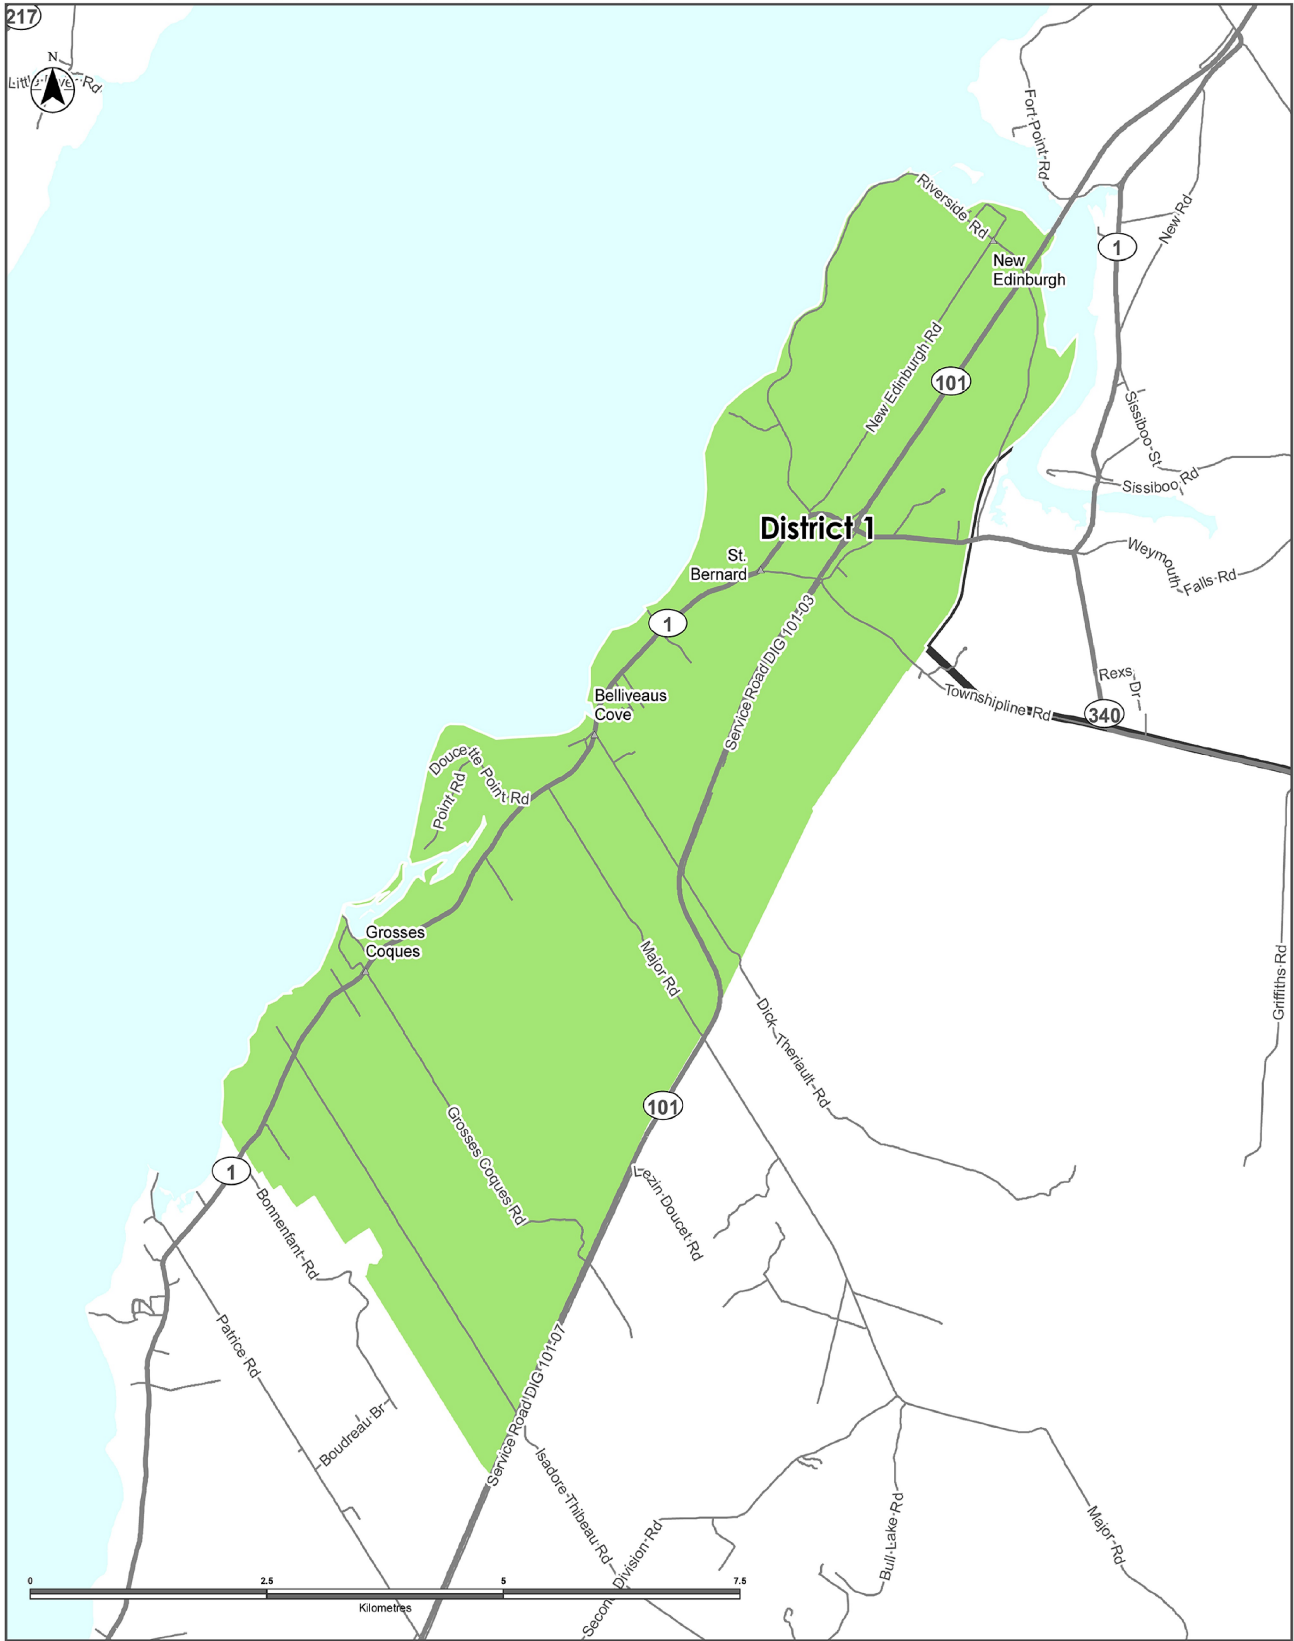 217
N
Little River Rd
Fort Point Rd
Riverside Rd
New Rd
1
New
Edinburgh
New Edinburgh Rd
101
Sissiboo St
Sissiboo Rd
District 1
St.
Bernard
Weymouth
Falls Rd
1
Service Road DIG 101-03
Belliveaus
Cove
Rexs
Dr
Townshipline Rd
340
Doucette Point Rd
Point Rd
Grosses
Coques
Major Rd
Griffiths Rd
Dick Theriault Rd
101
Grosses Coques Rd
1
Lezin Doucet Rd
Bonnenfant Rd
Patrice Rd
Service Road DIG 101-07
Boudreau Br
Isadore Thibeau Rd
Bull Lake Rd
Major Rd
Second Division Rd
0
2.5
5
7.5
Kilometres